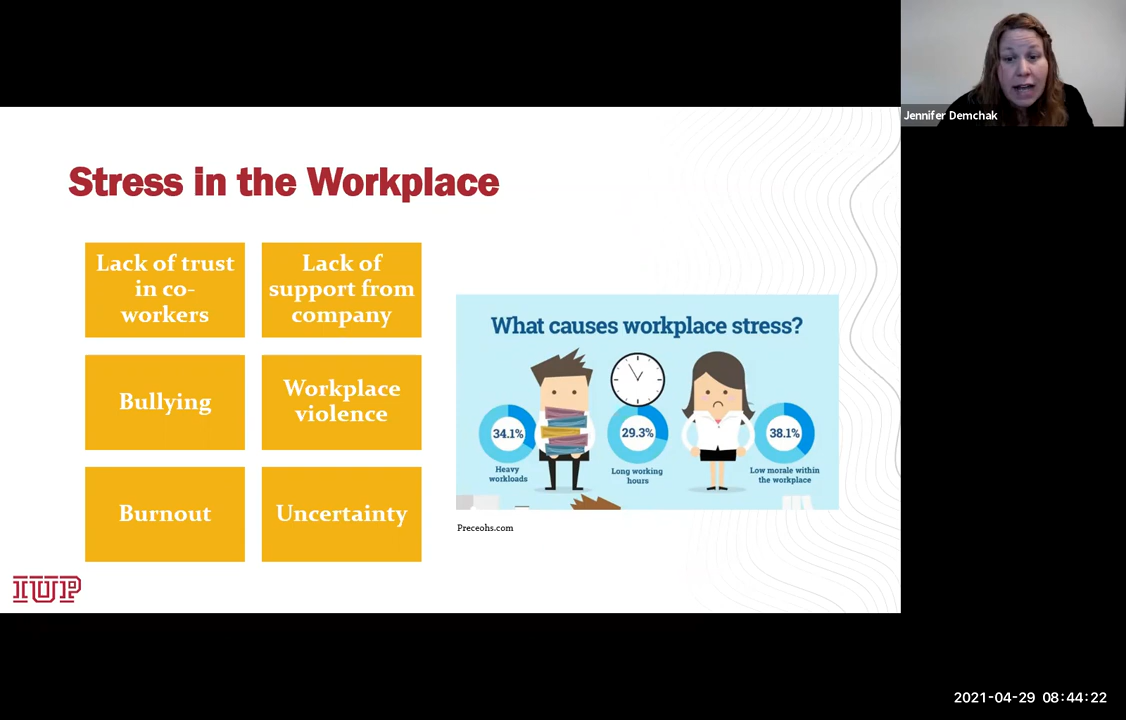 Jennifer Demchak
Stress in the Workplace
Lack of trust
in co-
workers
Lack of
support from
company
Bullying
Workplace
violence
Burnout
Uncertainty
What causes workplace stress?
34.1%
Heavy
workloads
29.3%
Long working
hours
38.1%
Low morale within
the workplace
Preceohs.com
IUP
2021-04-29 08:44:22